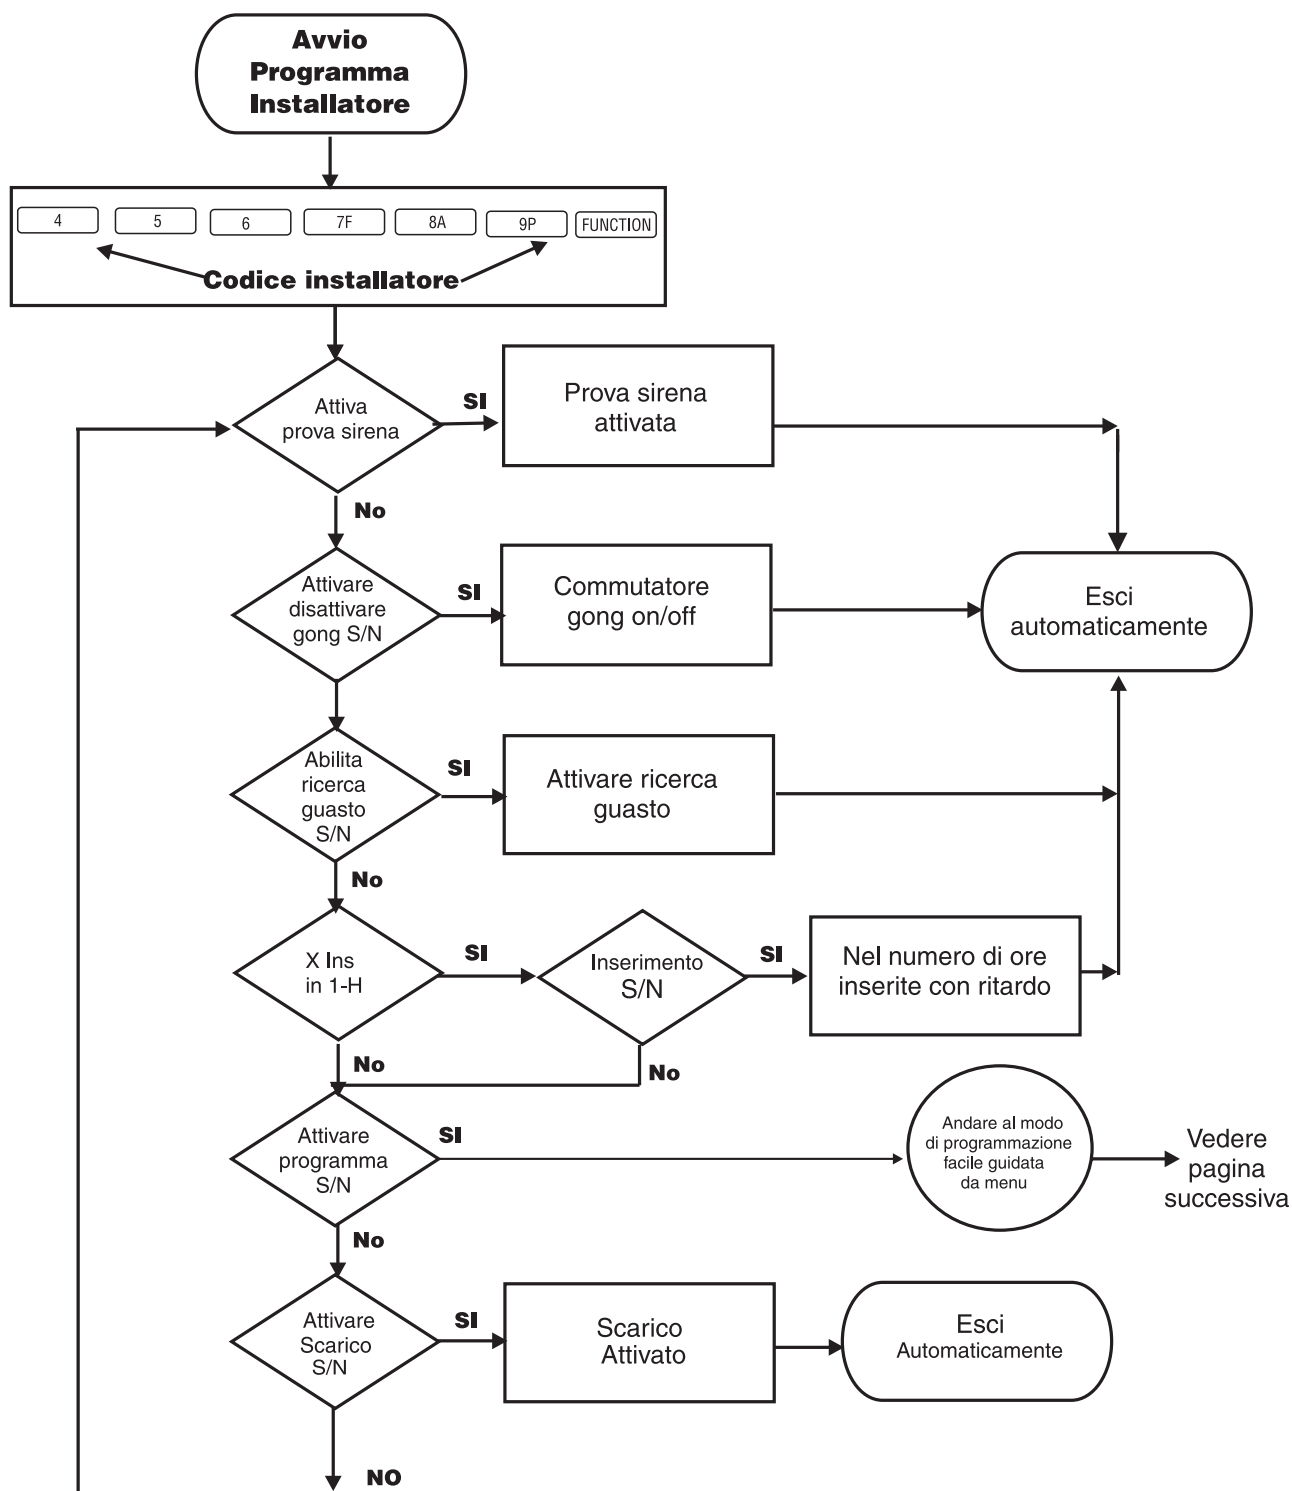 Avvio
Programma
Installatore
4 5 6 7F 8A 9P FUNCTION
Codice installatore
Attiva
prova sirena
SI
Prova sirena
attivata
No
Attivare
disattivare
gong S/N
SI
Commutatore
gong on/off
Esci
automaticamente
Abilita
ricerca
guasto
S/N
SI
Attivare ricerca
guasto
No
X Ins
in 1-H
SI
Inserimento
S/N
SI
Nel numero di ore
inserite con ritardo
No
No
Attivare
programma
S/N
SI
Andare al modo
di programmazione
facile guidata
da menu
Vedere
pagina
successiva
No
Attivare
Scarico
S/N
SI
Scarico
Attivato
Esci
Automaticamente
NO